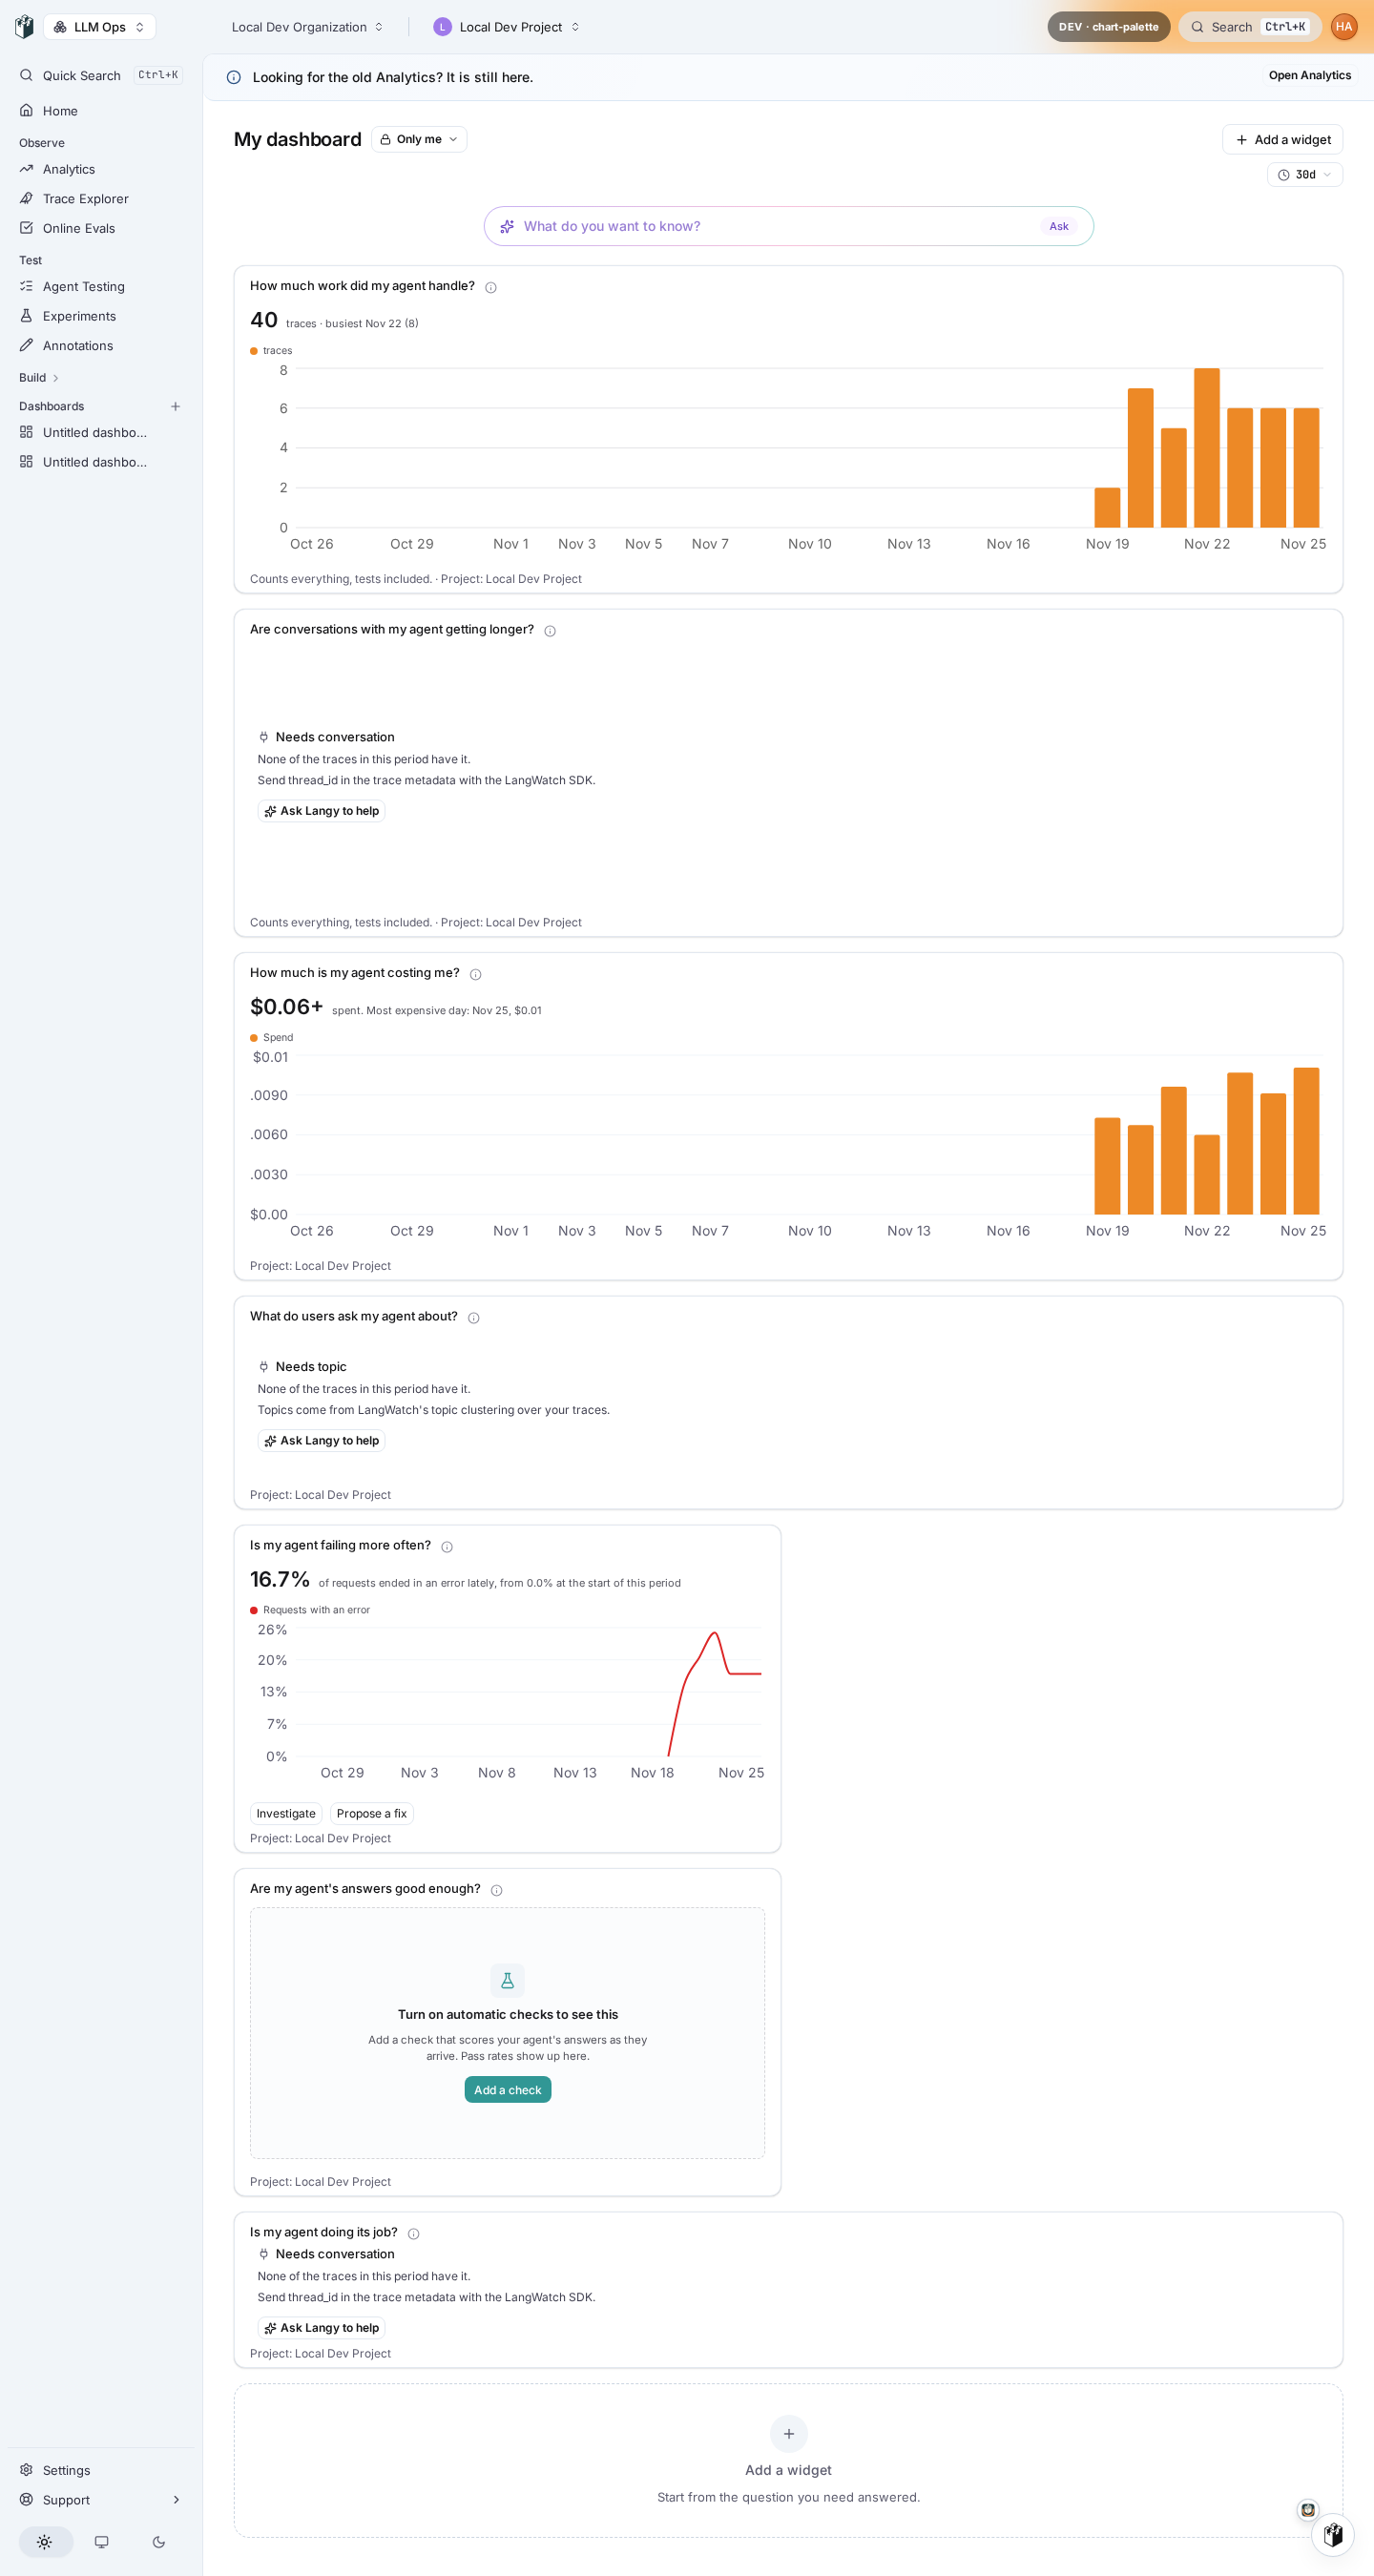 LLM Ops
Local Dev Organization
L
Local Dev Project
DEV · chart-palette
Search
Ctrl+K
HA
Quick Search
Ctrl+K
Home
Observe
Analytics
Trace Explorer
Online Evals
Test
Agent Testing
Experiments
Annotations
Build
Dashboards
Untitled dashbo...
Untitled dashbo...
Settings
Support
Looking for the old Analytics? It is still here.
Open Analytics
My dashboard
Only me
Add a widget
30d
What do you want to know?
Ask
How much work did my agent handle?
40 traces · busiest Nov 22 (8)
traces
8
6
4
2
0
Oct 26 Oct 29 Nov 1 Nov 3 Nov 5 Nov 7 Nov 10 Nov 13 Nov 16 Nov 19 Nov 22 Nov 25
Counts everything, tests included. · Project: Local Dev Project
Are conversations with my agent getting longer?
Needs conversation
None of the traces in this period have it.
Send thread_id in the trace metadata with the LangWatch SDK.
Ask Langy to help
Counts everything, tests included. · Project: Local Dev Project
How much is my agent costing me?
$0.06+ spent. Most expensive day: Nov 25, $0.01
Spend
$0.01
.0090
.0060
.0030
$0.00
Oct 26 Oct 29 Nov 1 Nov 3 Nov 5 Nov 7 Nov 10 Nov 13 Nov 16 Nov 19 Nov 22 Nov 25
Project: Local Dev Project
What do users ask my agent about?
Needs topic
None of the traces in this period have it.
Topics come from LangWatch's topic clustering over your traces.
Ask Langy to help
Project: Local Dev Project
Is my agent failing more often?
16.7% of requests ended in an error lately, from 0.0% at the start of this period
Requests with an error
26%
20%
13%
7%
0%
Oct 29 Nov 3 Nov 8 Nov 13 Nov 18 Nov 25
Investigate
Propose a fix
Project: Local Dev Project
Are my agent's answers good enough?
Turn on automatic checks to see this
Add a check that scores your agent's answers as they
arrive. Pass rates show up here.
Add a check
Project: Local Dev Project
Is my agent doing its job?
Needs conversation
None of the traces in this period have it.
Send thread_id in the trace metadata with the LangWatch SDK.
Ask Langy to help
Project: Local Dev Project
Add a widget
Start from the question you need answered.